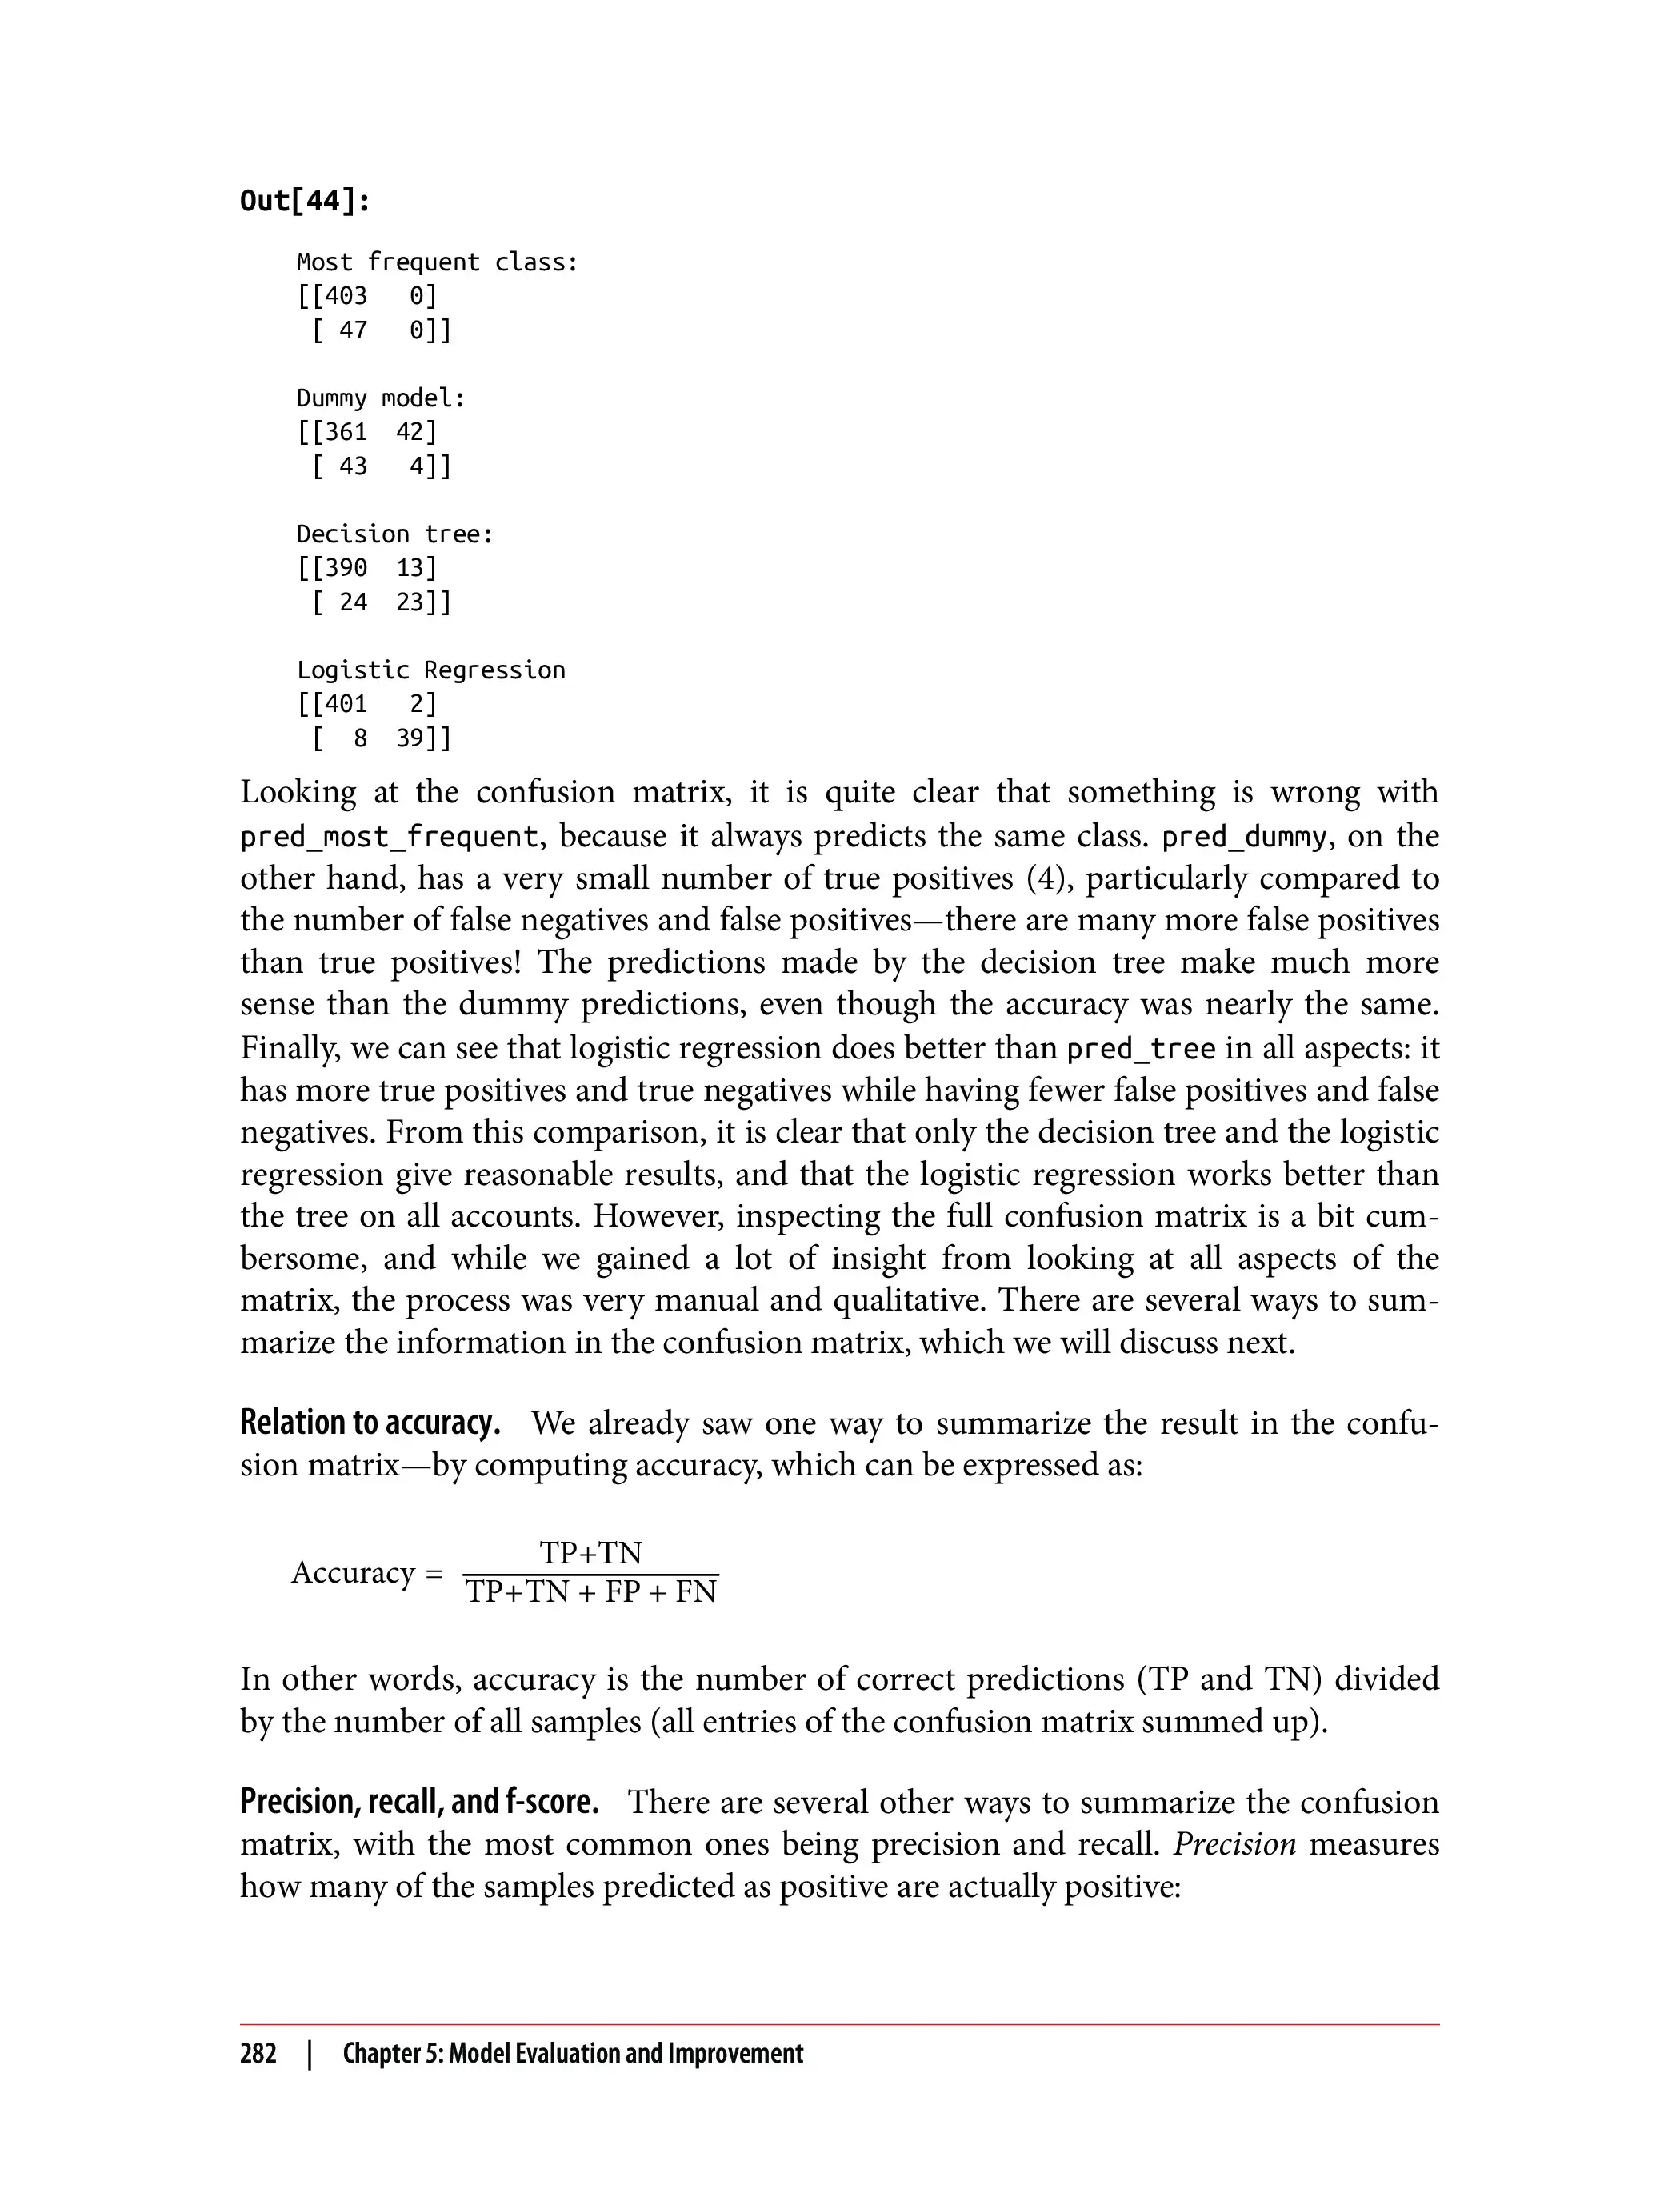 Out[44]:
Most frequent class:
[[403   0]
 [ 47   0]]
Dummy model:
[[361  42]
 [ 43   4]]
Decision tree:
[[390  13]
 [ 24  23]]
Logistic Regression
[[401   2]
 [  8  39]]
Looking at the confusion matrix, it is quite clear that something is wrong with
pred_most_frequent, because it always predicts the same class. pred_dummy, on the
other hand, has a very small number of true positives (4), particularly compared to
the number of false negatives and false positives—there are many more false positives
than true positives! The predictions made by the decision tree make much more
sense than the dummy predictions, even though the accuracy was nearly the same.
Finally, we can see that logistic regression does better than pred_tree in all aspects: it
has more true positives and true negatives while having fewer false positives and false
negatives. From this comparison, it is clear that only the decision tree and the logistic
regression give reasonable results, and that the logistic regression works better than
the tree on all accounts. However, inspecting the full confusion matrix is a bit cum-
bersome, and while we gained a lot of insight from looking at all aspects of the
matrix, the process was very manual and qualitative. There are several ways to sum-
marize the information in the confusion matrix, which we will discuss next.
Relation to accuracy. We already saw one way to summarize the result in the confu-
sion matrix—by computing accuracy, which can be expressed as:
TP+TN
Accuracy =
TP+TN + FP + FN
In other words, accuracy is the number of correct predictions (TP and TN) divided
by the number of all samples (all entries of the confusion matrix summed up).
Precision, recall, and f-score. There are several other ways to summarize the confusion
matrix, with the most common ones being precision and recall. Precision measures
how many of the samples predicted as positive are actually positive:
282 | Chapter 5: Model Evaluation and Improvement